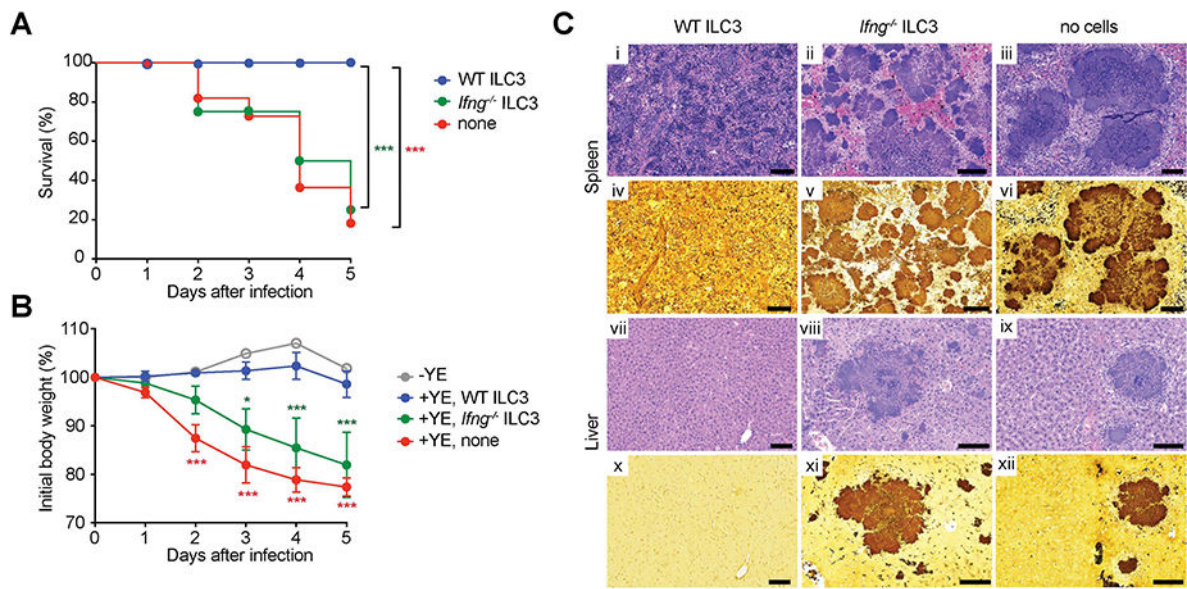 A
Survival (%)
100
80
60
40
20
0
0 1 2 3 4 5
Days after infection
WT ILC3
Ifng⁻/⁻ ILC3
none
***
***
B
Initial body weight (%)
110
100
90
80
70
0 1 2 3 4 5
Days after infection
*
***
***
***
***
***
***
-YE
+YE, WT ILC3
+YE, Ifng⁻/⁻ ILC3
+YE, none
C
WT ILC3 Ifng⁻/⁻ ILC3 no cells
Spleen
i ii iii
iv v vi
Liver
vii viii ix
x xi xii